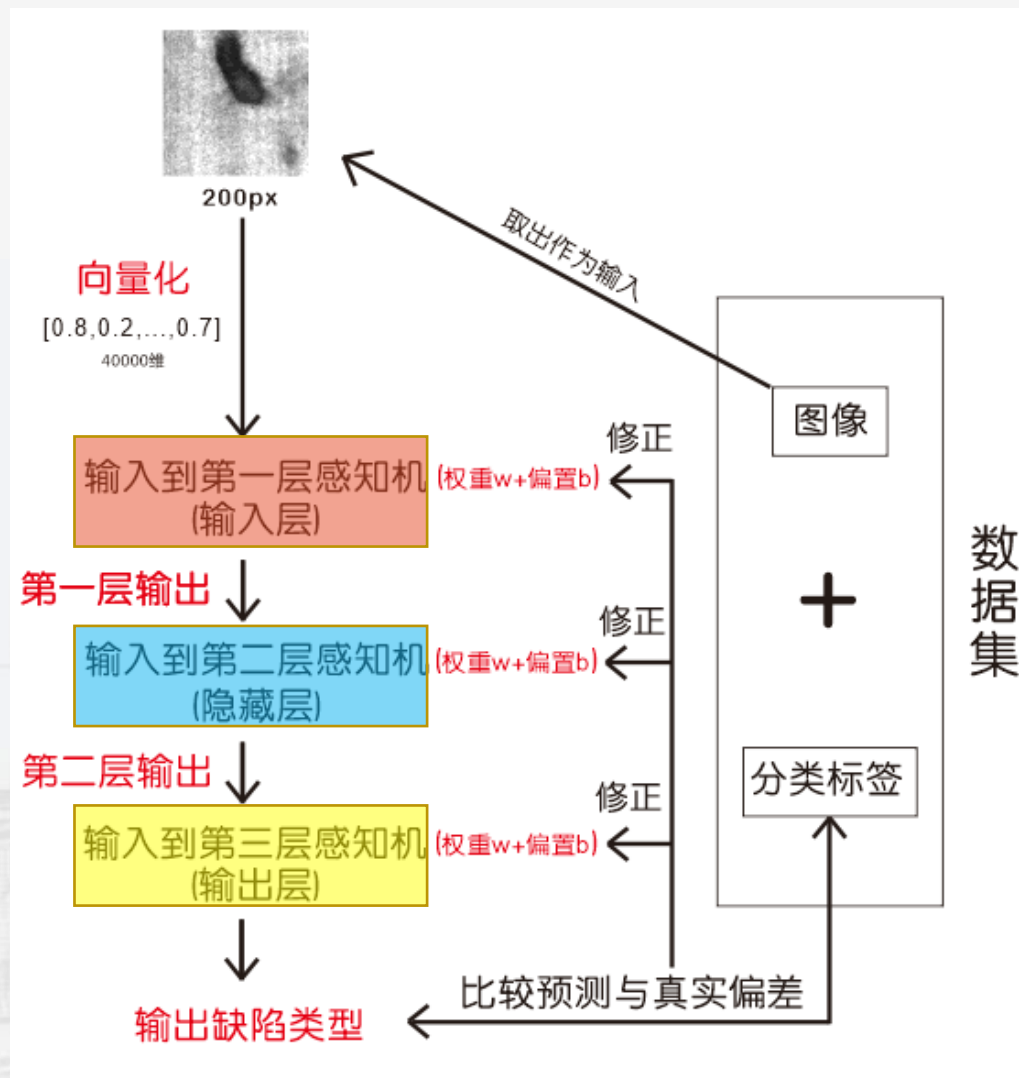 200px
取出作为输入
向量化
[0.8,0.2,...,0.7]
40000维
图像
修正
输入到第一层感知机
(权重w+偏置b)
(输入层)
数据集
第一层输出
修正
输入到第二层感知机
(权重w+偏置b)
(隐藏层)
第二层输出
分类标签
修正
输入到第三层感知机
(权重w+偏置b)
(输出层)
比较预测与真实偏差
输出缺陷类型